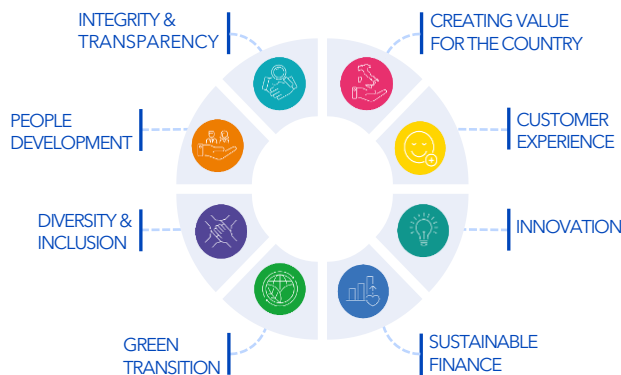 INTEGRITY &
TRANSPARENCY
CREATING VALUE
FOR THE COUNTRY
PEOPLE
DEVELOPMENT
CUSTOMER
EXPERIENCE
DIVERSITY &
INCLUSION
INNOVATION
GREEN
TRANSITION
SUSTAINABLE
FINANCE